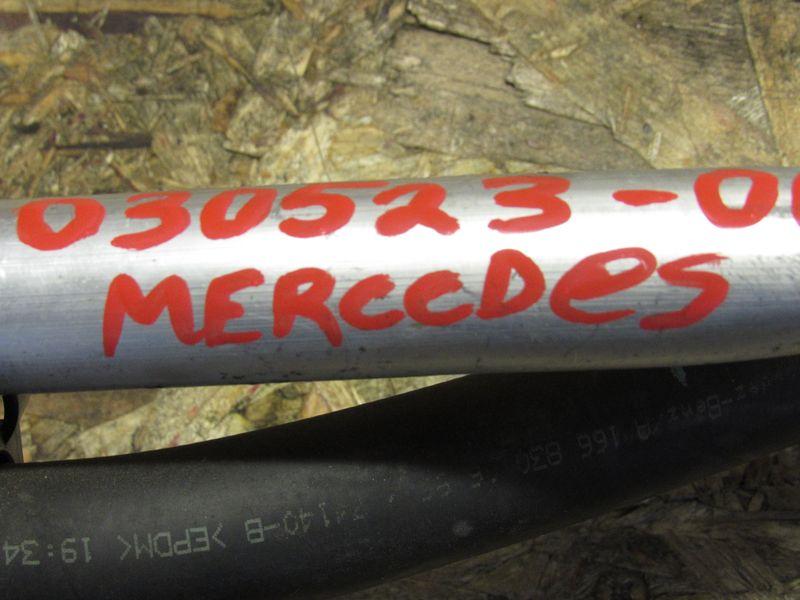 030523-0
MERCCDes
Benz A 166 830
74140-B >EPDM< 19:34